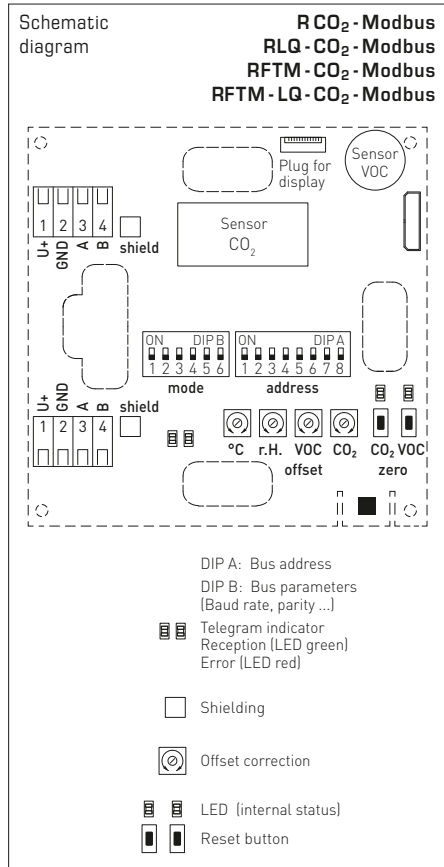 Schematic
diagram
R CO₂ - Modbus
RLQ - CO₂ - Modbus
RFTM - CO₂ - Modbus
RFTM - LQ - CO₂ - Modbus
Plug for
display
Sensor
VOC
1 2 3 4
U+ GND A B shield
Sensor
CO₂
ON DIP B
1 2 3 4 5 6
mode
ON DIP A
1 2 3 4 5 6 7 8
address
U+ GND A B shield
1 2 3 4
°C r.H. VOC CO₂
offset
CO₂ VOC
zero
DIP A: Bus address
DIP B: Bus parameters
(Baud rate, parity ...)
Telegram indicator
Reception (LED green)
Error (LED red)
Shielding
Offset correction
LED (internal status)
Reset button